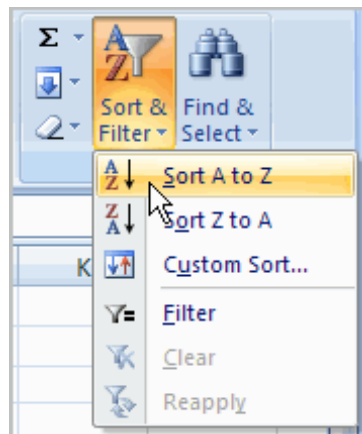 Σ
A
Z
Sort & Filter
Find & Select
A Z Sort A to Z
Z A Sort Z to A
K
Custom Sort...
Filter
Clear
Reapply